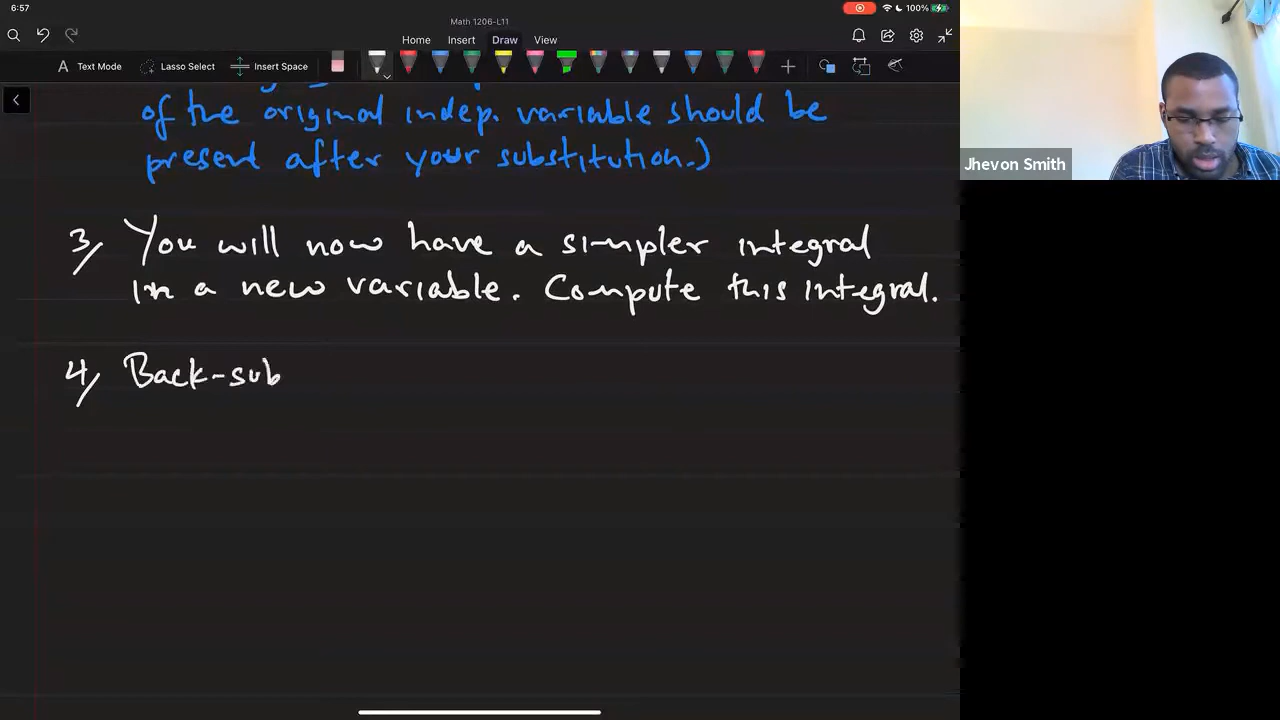 6:57
100%
Math 1206-L11
Home Insert Draw View
Text Mode Lasso Select Insert Space
of the original indep. variable should be
present after your substitution.)
3/ You will now have a simpler integral
in a new variable. Compute this integral.
4/ Back-sub
Jhevon Smith